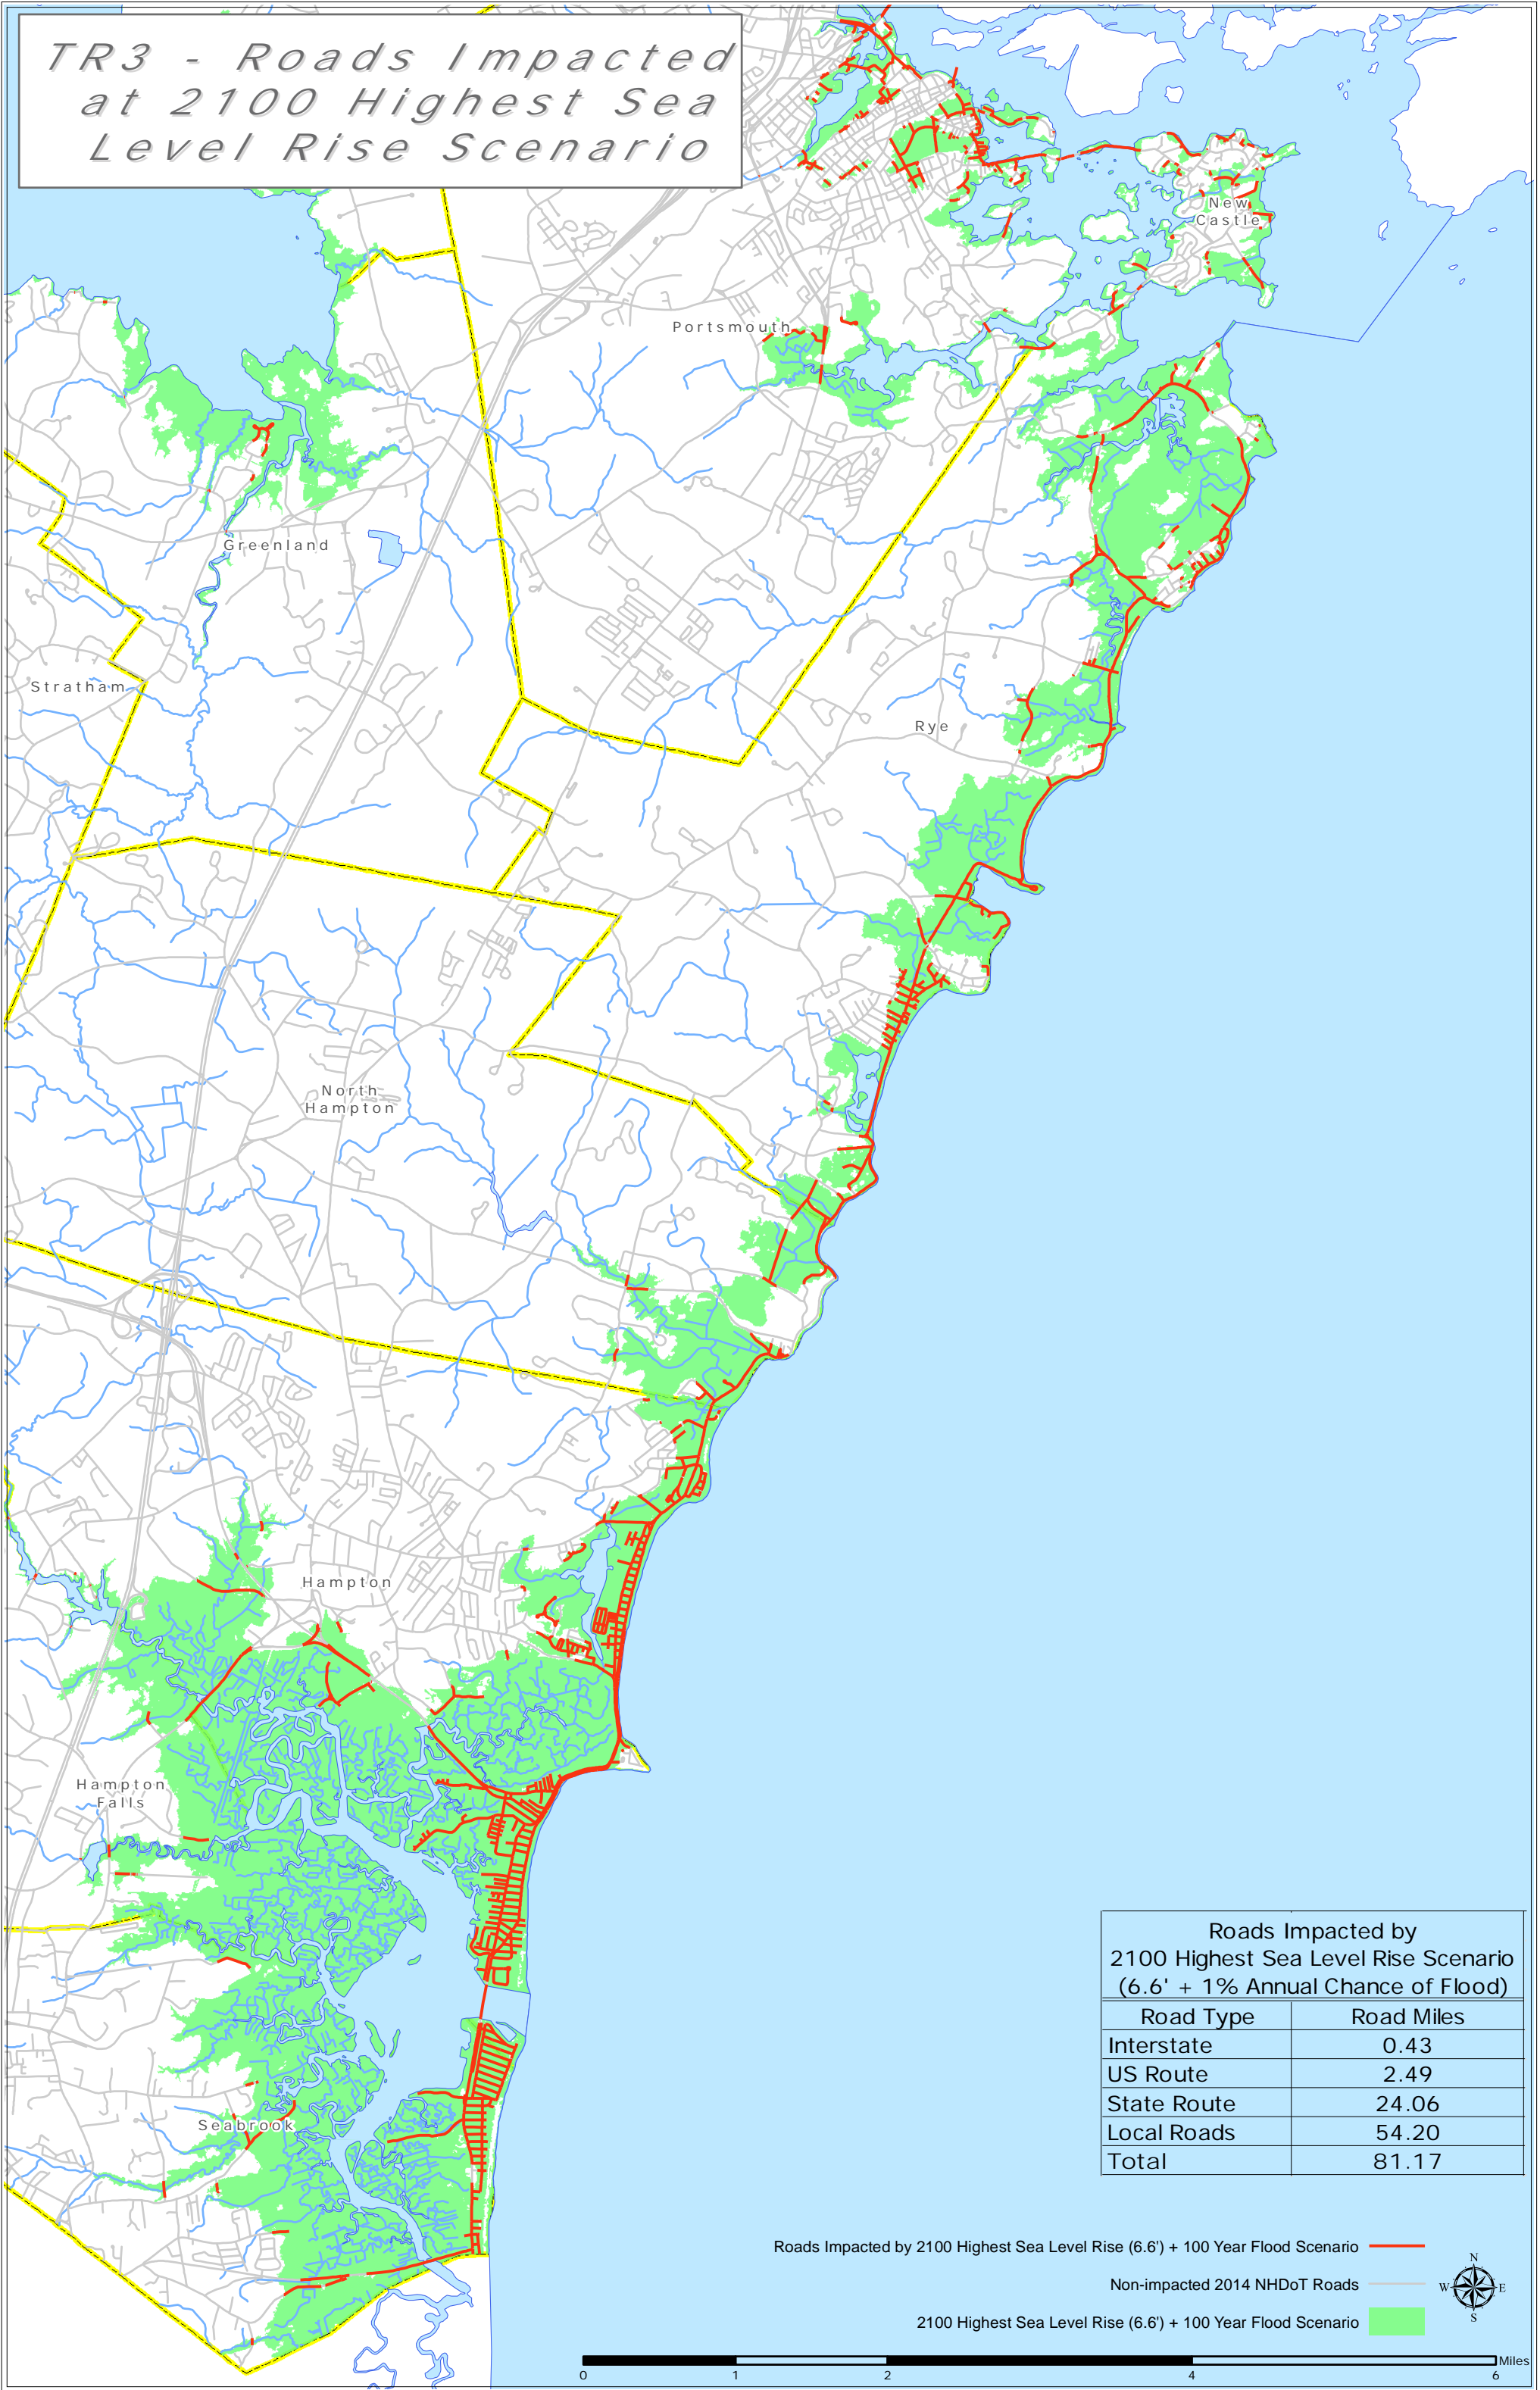 TR3 - Roads Impacted
at 2100 Highest Sea
Level Rise Scenario
New
Castle
Portsmouth
Greenland
Stratham
Rye
North
Hampton
Hampton
Hampton
Falls
Seabrook
Roads Impacted by
2100 Highest Sea Level Rise Scenario
(6.6' + 1% Annual Chance of Flood)
Road Type Road Miles
Interstate 0.43
US Route 2.49
State Route 24.06
Local Roads 54.20
Total 81.17
Roads Impacted by 2100 Highest Sea Level Rise (6.6') + 100 Year Flood Scenario
Non-impacted 2014 NHDoT Roads
2100 Highest Sea Level Rise (6.6') + 100 Year Flood Scenario
N
W E
S
Miles
0 1 2 4 6